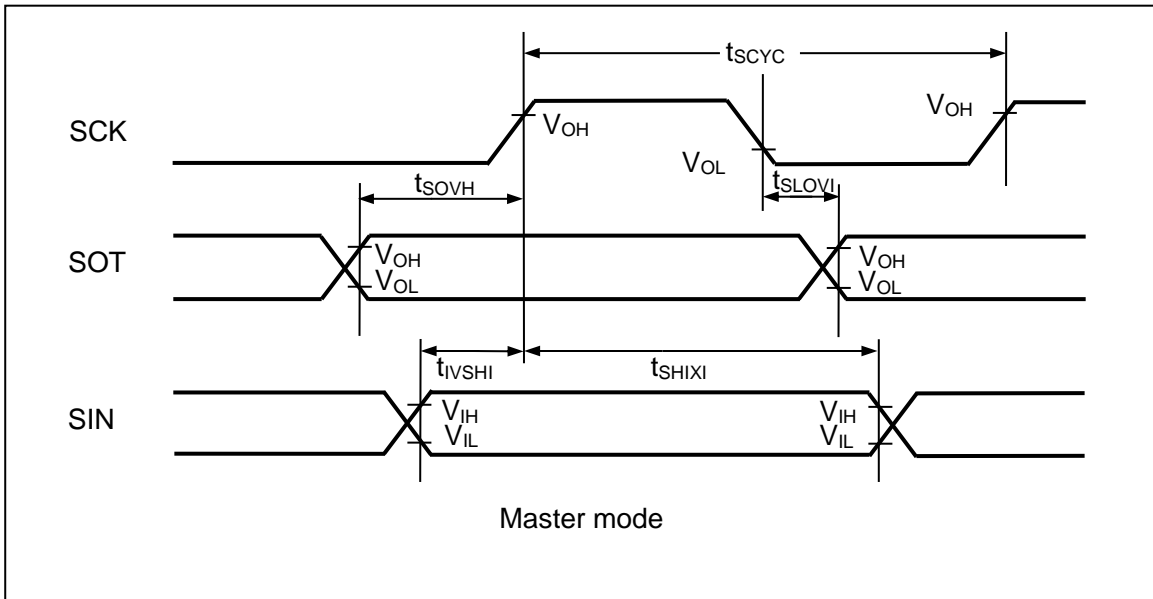 tSCYC
SCK
VOH
VOL
VOH
tSOVH
tSLOVI
SOT
VOH
VOL
VOH
VOL
tIVSHI
tSHIXI
SIN
VIH
VIL
VIH
VIL
Master mode